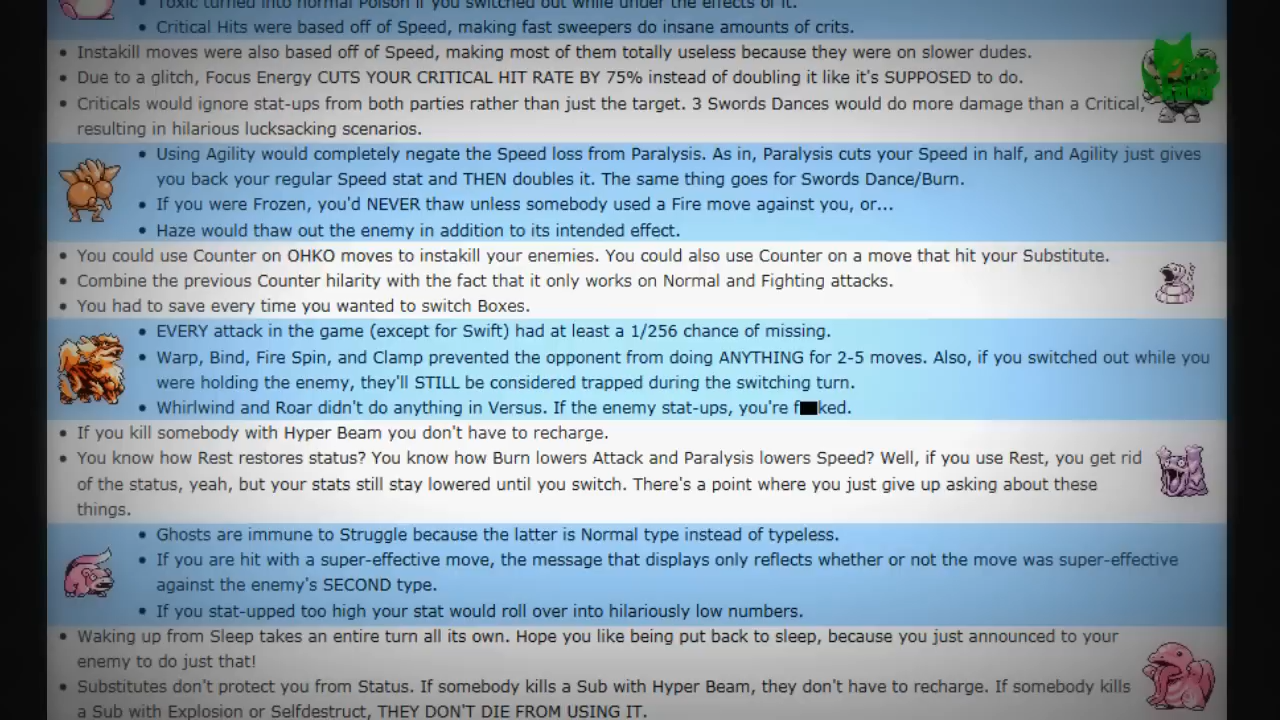 Toxic turned into normal Poison if you switched out while under the effects of it.
• Critical Hits were based off of Speed, making fast sweepers do insane amounts of crits.
• Instakill moves were also based off of Speed, making most of them totally useless because they were on slower dudes.
• Due to a glitch, Focus Energy CUTS YOUR CRITICAL HIT RATE BY 75% instead of doubling it like it's SUPPOSED to do.
• Criticals would ignore stat-ups from both parties rather than just the target. 3 Swords Dances would do more damage than a Critical,
resulting in hilarious lucksacking scenarios.
• Using Agility would completely negate the Speed loss from Paralysis. As in, Paralysis cuts your Speed in half, and Agility just gives
you back your regular Speed stat and THEN doubles it. The same thing goes for Swords Dance/Burn.
• If you were Frozen, you'd NEVER thaw unless somebody used a Fire move against you, or...
• Haze would thaw out the enemy in addition to its intended effect.
• You could use Counter on OHKO moves to instakill your enemies. You could also use Counter on a move that hit your Substitute.
• Combine the previous Counter hilarity with the fact that it only works on Normal and Fighting attacks.
• You had to save every time you wanted to switch Boxes.
• EVERY attack in the game (except for Swift) had at least a 1/256 chance of missing.
• Warp, Bind, Fire Spin, and Clamp prevented the opponent from doing ANYTHING for 2-5 moves. Also, if you switched out while you
were holding the enemy, they'll STILL be considered trapped during the switching turn.
• Whirlwind and Roar didn't do anything in Versus. If the enemy stat-ups, you're f██ked.
• If you kill somebody with Hyper Beam you don't have to recharge.
• You know how Rest restores status? You know how Burn lowers Attack and Paralysis lowers Speed? Well, if you use Rest, you get rid
of the status, yeah, but your stats still stay lowered until you switch. There's a point where you just give up asking about these
things.
• Ghosts are immune to Struggle because the latter is Normal type instead of typeless.
• If you are hit with a super-effective move, the message that displays only reflects whether or not the move was super-effective
against the enemy's SECOND type.
• If you stat-upped too high your stat would roll over into hilariously low numbers.
• Waking up from Sleep takes an entire turn all its own. Hope you like being put back to sleep, because you just announced to your
enemy to do just that!
• Substitutes don't protect you from Status. If somebody kills a Sub with Hyper Beam, they don't have to recharge. If somebody kills
a Sub with Explosion or Selfdestruct, THEY DON'T DIE FROM USING IT.